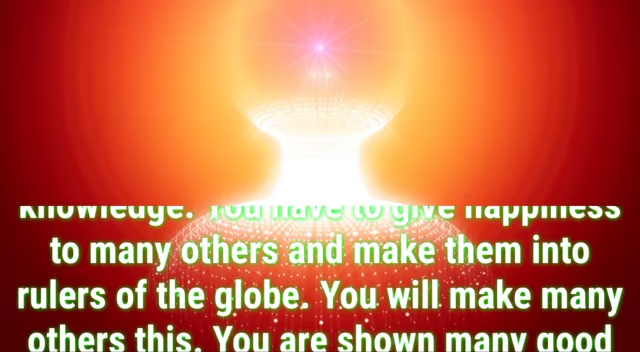 knowledge. You have to give happiness
to many others and make them into
rulers of the globe. You will make many
others this. You are shown many good